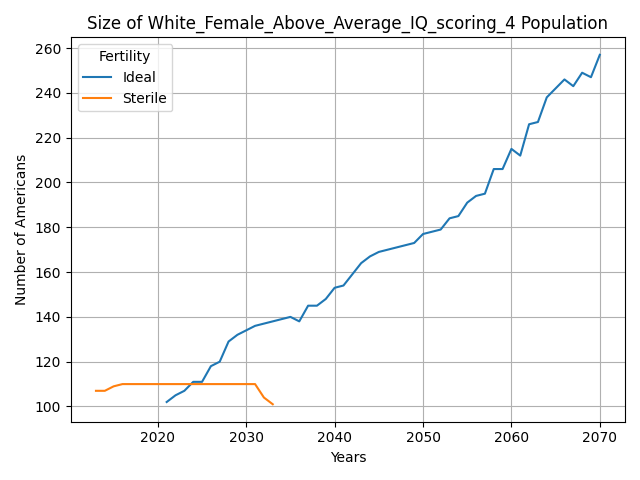 Size of White_Female_Above_Average_IQ_scoring_4 Population
Fertility
Ideal
Sterile
260
240
220
200
180
160
140
120
100
Number of Americans
2020 2030 2040 2050 2060 2070
Years